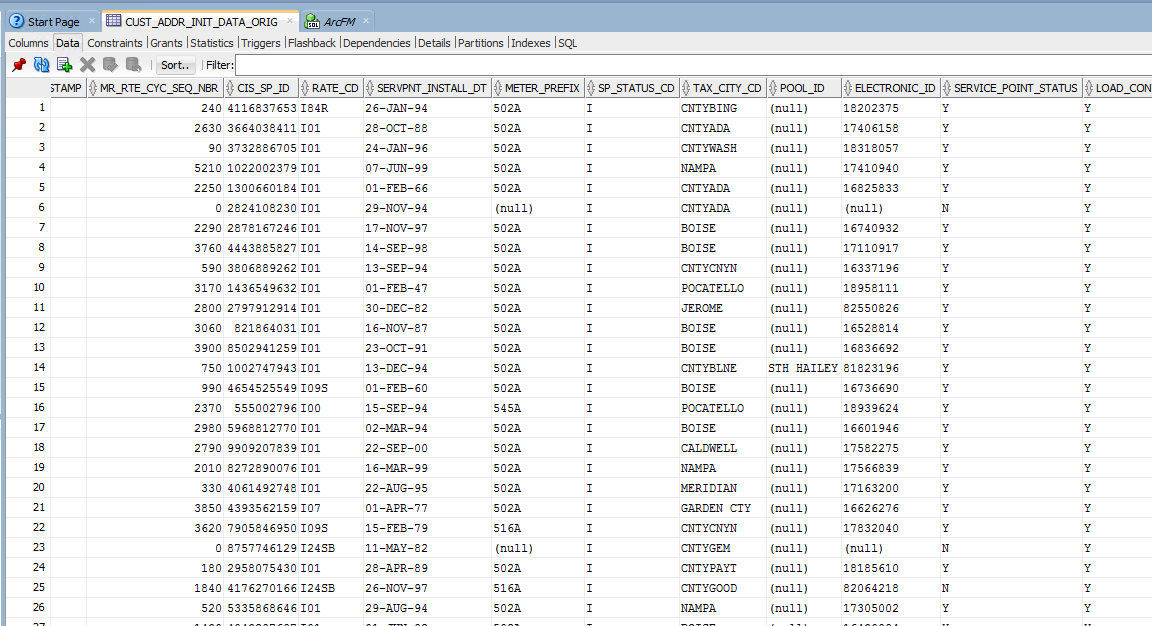 Start Page × CUST_ADDR_INIT_DATA_ORIG × ArcFM ×
Columns Data Constraints Grants Statistics Triggers Flashback Dependencies Details Partitions Indexes SQL
Sort.. Filter:
STAMP MR_RTE_CYC_SEQ_NBR CIS_SP_ID RATE_CD SERVPNT_INSTALL_DT METER_PREFIX SP_STATUS_CD TAX_CITY_CD POOL_ID ELECTRONIC_ID SERVICE_POINT_STATUS LOAD_CON
1 240 4116837653 I84R 26-JAN-94 502A I CNTYBING (null) 18202375 Y Y
2 2630 3664038411 I01 28-OCT-88 502A I CNTYADA (null) 17406158 Y Y
3 90 3732886705 I01 24-JAN-96 502A I CNTYWASH (null) 18318057 Y Y
4 5210 1022002379 I01 07-JUN-99 502A I NAMPA (null) 17410940 Y Y
5 2250 1300660184 I01 01-FEB-66 502A I CNTYADA (null) 16825833 Y Y
6 0 2824108230 I01 29-NOV-94 (null) I CNTYADA (null) (null) N Y
7 2290 2878167246 I01 17-NOV-97 502A I BOISE (null) 16740932 Y Y
8 3760 4443885827 I01 14-SEP-98 502A I BOISE (null) 17110917 Y Y
9 590 3806889262 I01 13-SEP-94 502A I CNTYCNYN (null) 16337196 Y Y
10 3170 1436549632 I01 01-FEB-47 502A I POCATELLO (null) 18958111 Y Y
11 2800 2797912914 I01 30-DEC-82 502A I JEROME (null) 82550826 Y Y
12 3060 821864031 I01 16-NOV-87 502A I BOISE (null) 16528814 Y Y
13 3900 8502941259 I01 23-OCT-91 502A I BOISE (null) 16836692 Y Y
14 750 1002747943 I01 13-DEC-94 502A I CNTYBLNE STH HAILEY 81823196 Y Y
15 990 4654525549 I09S 01-FEB-60 502A I BOISE (null) 16736690 Y Y
16 2370 555002796 I00 15-SEP-94 545A I POCATELLO (null) 18939624 Y Y
17 2980 5968812770 I01 02-MAR-94 502A I BOISE (null) 16601946 Y Y
18 2790 9909207839 I01 22-SEP-00 502A I CALDWELL (null) 17582275 Y Y
19 2010 8272890076 I01 16-MAR-99 502A I NAMPA (null) 17566839 Y Y
20 330 4061492748 I01 22-AUG-95 502A I MERIDIAN (null) 17163200 Y Y
21 3850 4393562159 I07 01-APR-77 502A I GARDEN CTY (null) 16626276 Y Y
22 3620 7905846950 I09S 15-FEB-79 516A I CNTYCNYN (null) 17832040 Y Y
23 0 8757746129 I24SB 11-MAY-82 (null) I CNTYGEM (null) (null) N Y
24 180 2958075430 I01 28-APR-89 502A I CNTYPAYT (null) 18185610 Y Y
25 1840 4176270166 I24SB 26-NOV-97 516A I CNTYGOOD (null) 82064218 N Y
26 520 5335868646 I01 29-AUG-94 502A I NAMPA (null) 17305002 Y Y